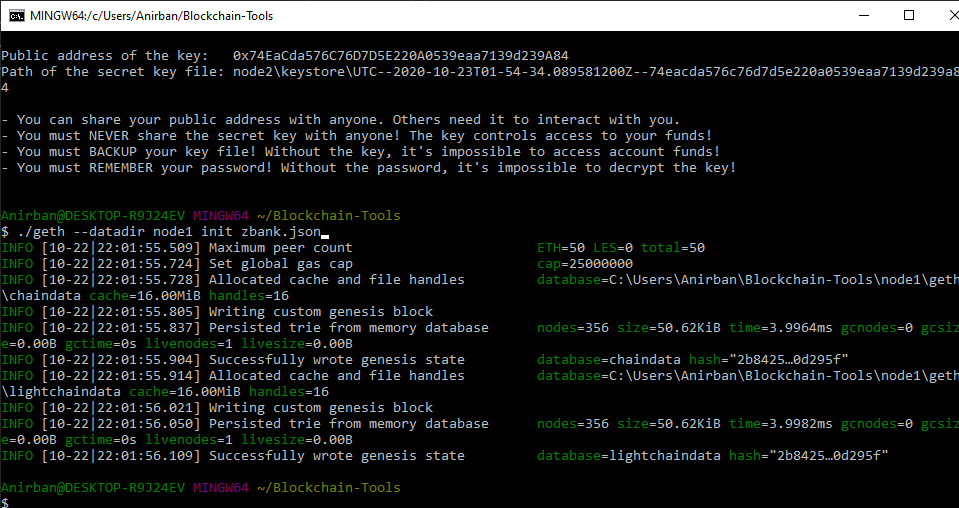 MINGW64:/c/Users/Anirban/Blockchain-Tools
Public address of the key:   0x74EaCda576C76D7D5E220A0539eaa7139d239A84
Path of the secret key file: node2\keystore\UTC--2020-10-23T01-54-34.089581200Z--74eacda576c76d7d5e220a0539eaa7139d239a8
4
- You can share your public address with anyone. Others need it to interact with you.
- You must NEVER share the secret key with anyone! The key controls access to your funds!
- You must BACKUP your key file! Without the key, it's impossible to access account funds!
- You must REMEMBER your password! Without the password, it's impossible to decrypt the key!
Anirban@DESKTOP-R9J24EV MINGW64 ~/Blockchain-Tools
$ ./geth --datadir node1 init zbank.json
INFO [10-22|22:01:55.509] Maximum peer count                       ETH=50 LES=0 total=50
INFO [10-22|22:01:55.724] Set global gas cap                       cap=25000000
INFO [10-22|22:01:55.728] Allocated cache and file handles         database=C:\Users\Anirban\Blockchain-Tools\node1\geth
\chaindata cache=16.00MiB handles=16
INFO [10-22|22:01:55.805] Writing custom genesis block
INFO [10-22|22:01:55.837] Persisted trie from memory database      nodes=356 size=50.62KiB time=3.9964ms gcnodes=0 gcsiz
e=0.00B gctime=0s livenodes=1 livesize=0.00B
INFO [10-22|22:01:55.904] Successfully wrote genesis state         database=chaindata hash="2b8425…0d295f"
INFO [10-22|22:01:55.914] Allocated cache and file handles         database=C:\Users\Anirban\Blockchain-Tools\node1\geth
\lightchaindata cache=16.00MiB handles=16
INFO [10-22|22:01:56.021] Writing custom genesis block
INFO [10-22|22:01:56.050] Persisted trie from memory database      nodes=356 size=50.62KiB time=3.9982ms gcnodes=0 gcsiz
e=0.00B gctime=0s livenodes=1 livesize=0.00B
INFO [10-22|22:01:56.109] Successfully wrote genesis state         database=lightchaindata hash="2b8425…0d295f"
Anirban@DESKTOP-R9J24EV MINGW64 ~/Blockchain-Tools
$